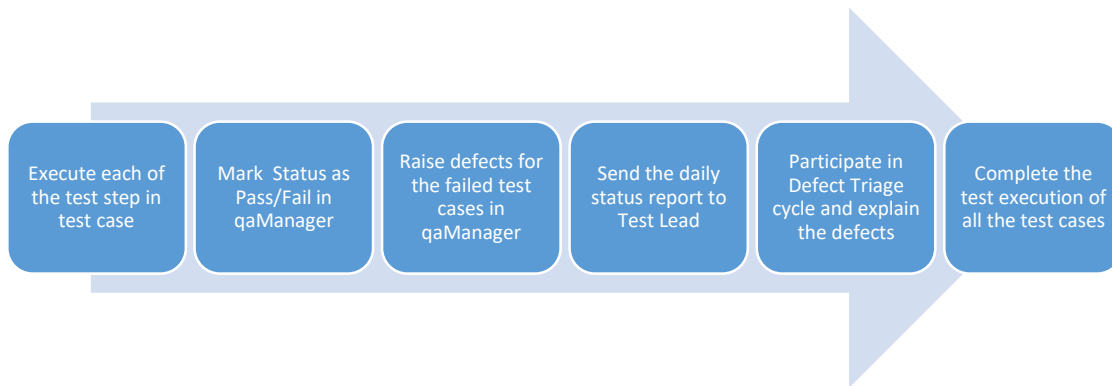 Execute each of
the test step in
test case
Mark  Status as
Pass/Fail in
qaManager
Raise defects for
the failed test
cases in
qaManager
Send the daily
status report to
Test Lead
Participate in
Defect Triage
cycle and explain
the defects
Complete the
test execution of
all the test cases